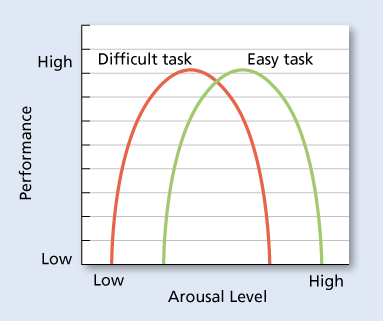 Difficult task
Easy task
High
Performance
Low
Low
High
Arousal Level